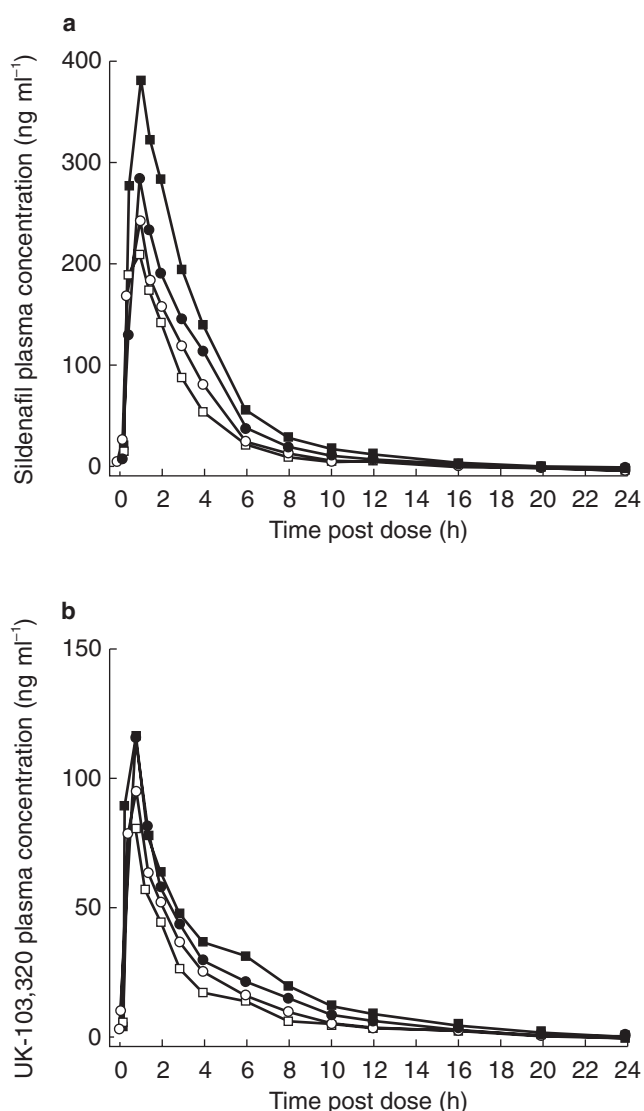 a
Sildenafil plasma concentration (ng ml⁻¹)
400
300
200
100
0
0 2 4 6 8 10 12 14 16 18 20 22 24
Time post dose (h)
b
UK-103,320 plasma concentration (ng ml⁻¹)
150
100
50
0
0 2 4 6 8 10 12 14 16 18 20 22 24
Time post dose (h)